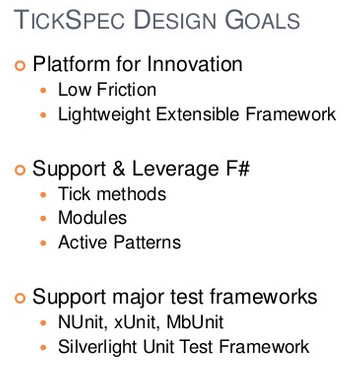 TICKSPEC DESIGN GOALS
Platform for Innovation
Low Friction
Lightweight Extensible Framework
Support & Leverage F#
Tick methods
Modules
Active Patterns
Support major test frameworks
NUnit, xUnit, MbUnit
Silverlight Unit Test Framework